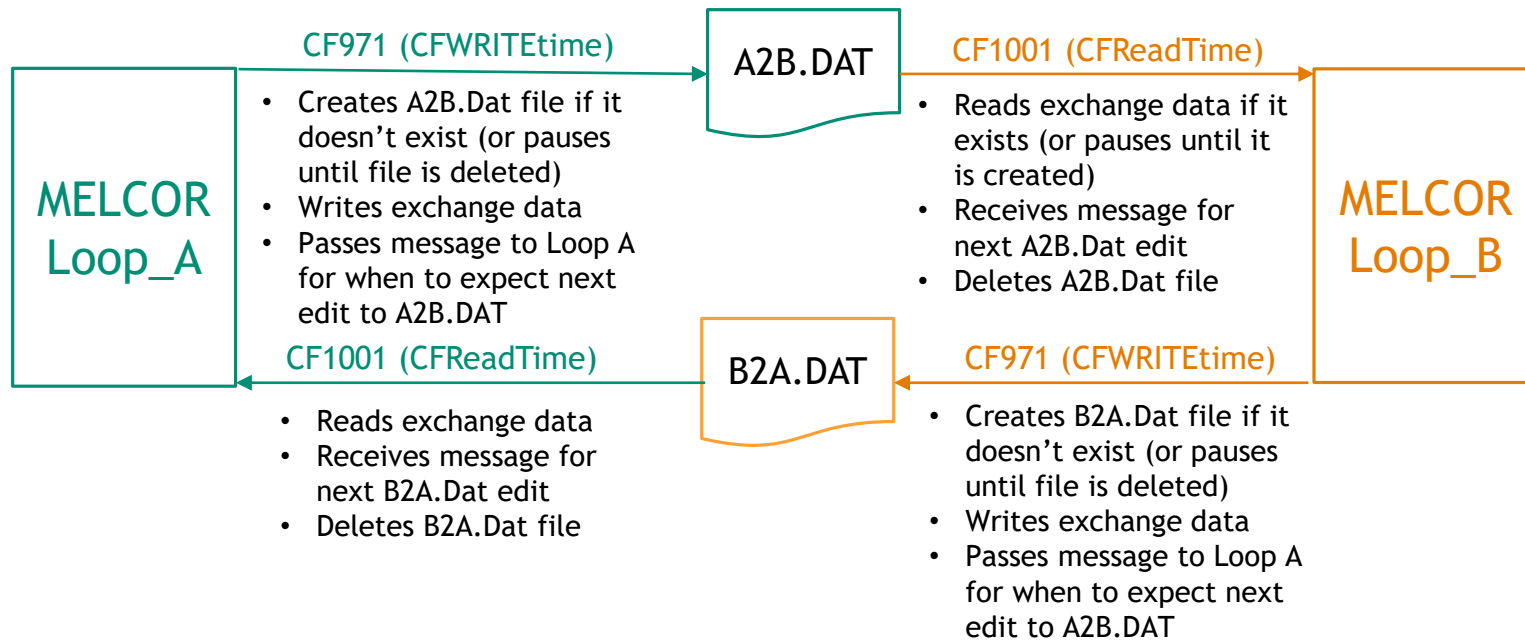 CF971 (CFWRITEtime)
A2B.DAT
CF1001 (CFReadTime)
MELCOR
Loop_A
• Creates A2B.Dat file if it
doesn’t exist (or pauses
until file is deleted)
• Writes exchange data
• Passes message to Loop A
for when to expect next
edit to A2B.DAT
• Reads exchange data if it
exists (or pauses until it
is created)
• Receives message for
next A2B.Dat edit
• Deletes A2B.Dat file
MELCOR
Loop_B
CF1001 (CFReadTime)
B2A.DAT
CF971 (CFWRITEtime)
• Reads exchange data
• Receives message for
next B2A.Dat edit
• Deletes B2A.Dat file
• Creates B2A.Dat file if it
doesn’t exist (or pauses
until file is deleted)
• Writes exchange data
• Passes message to Loop A
for when to expect next
edit to A2B.DAT